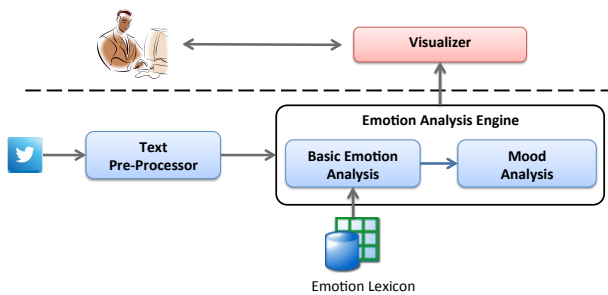 Visualizer
Emotion Analysis Engine
Text
Pre-Processor
Basic Emotion
Analysis
Mood
Analysis
Emotion Lexicon